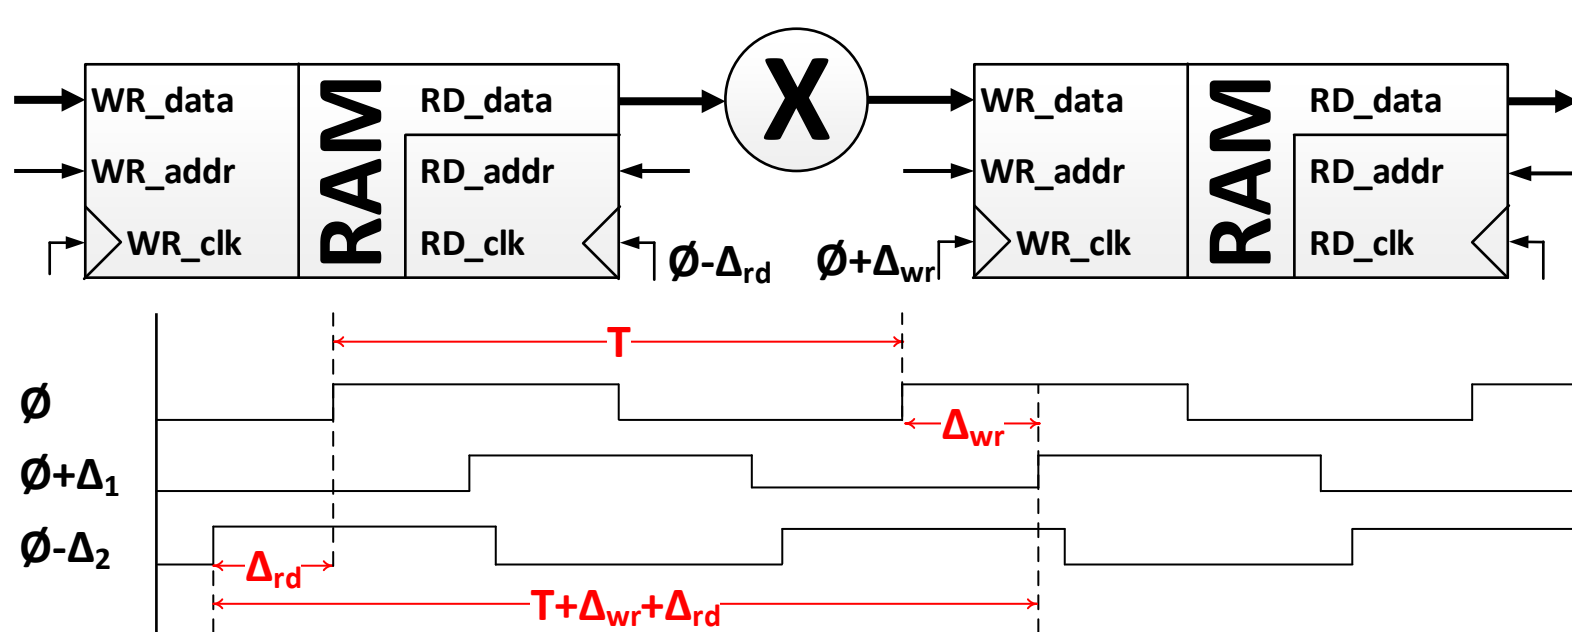 WR_data
RAM
RD_data
X
WR_data
RAM
RD_data
WR_addr
RD_addr
WR_addr
RD_addr
WR_clk
RD_clk
Ø-Δrd
Ø+Δwr
WR_clk
RD_clk
T
Ø
Δwr
Ø+Δ1
Ø-Δ2
Δrd
T+Δwr+Δrd